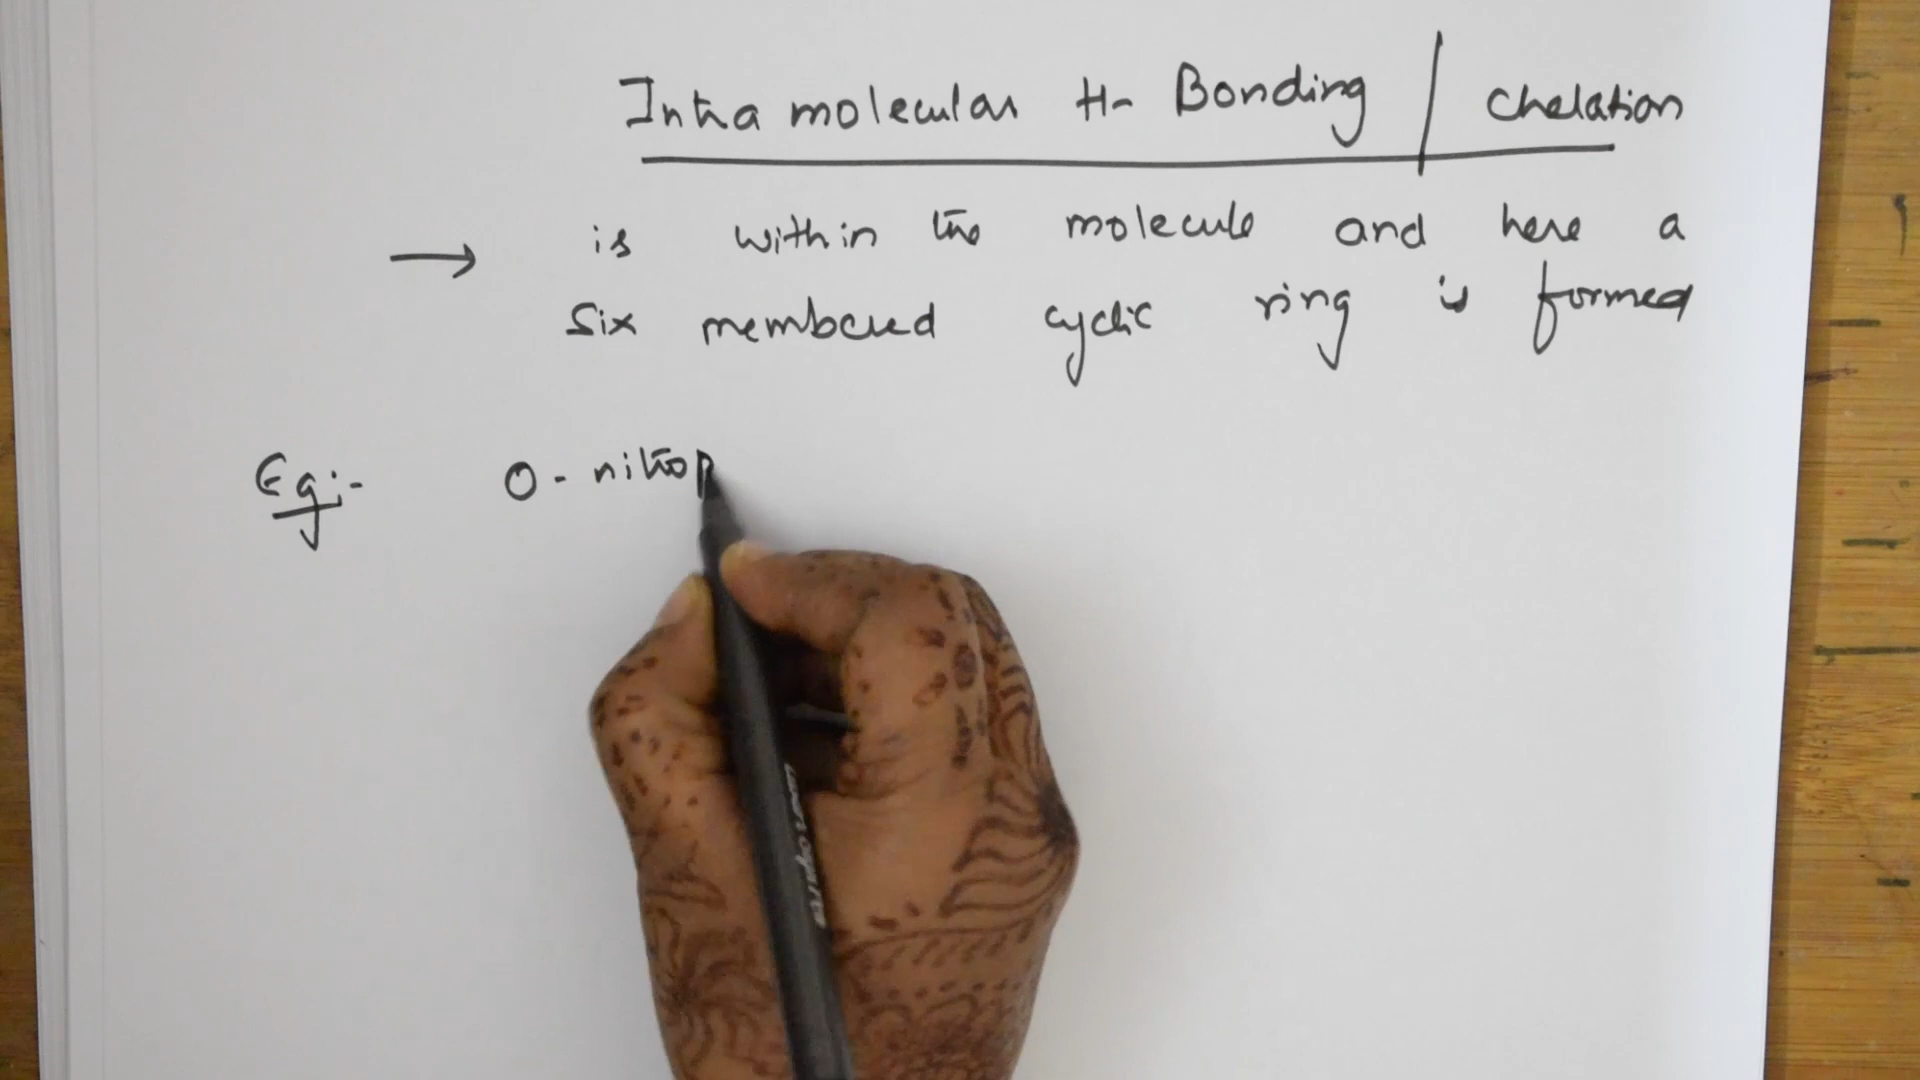 Intra molecular H- Bonding / chelation
→ is within the molecule and here a
six membered cyclic ring is formed
Eg:- O- nitrop